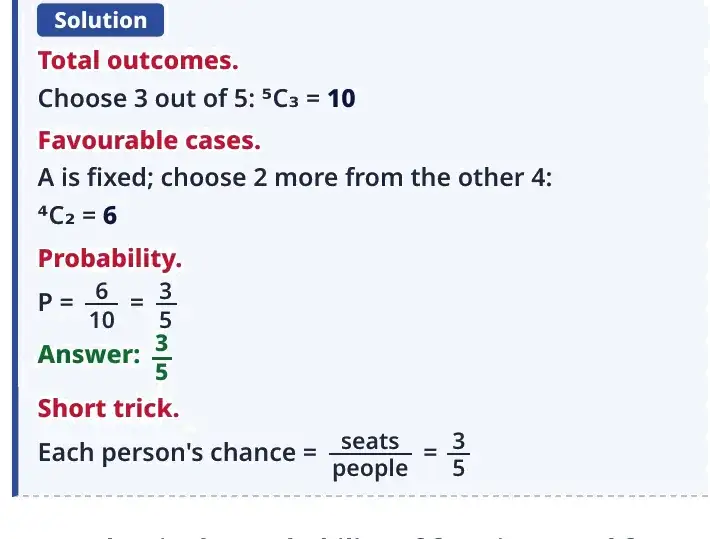 Solution
Total outcomes.
Choose 3 out of 5: ⁵C₃ = 10
Favourable cases.
A is fixed; choose 2 more from the other 4:
⁴C₂ = 6
Probability.
P = 6/10 = 3/5
Answer: 3/5
Short trick.
Each person's chance = seats/people = 3/5